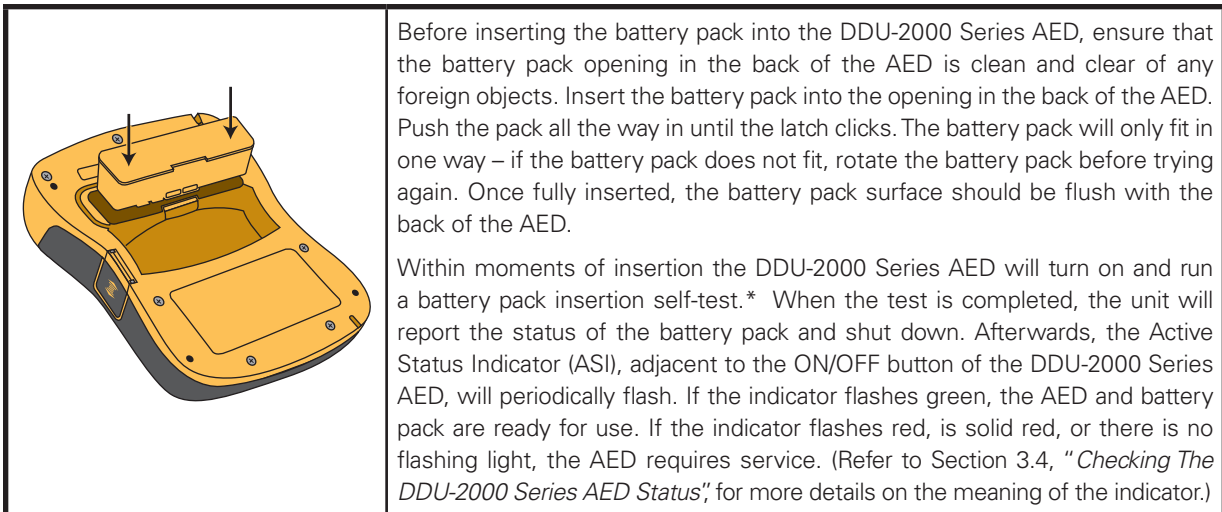 Before inserting the battery pack into the DDU-2000 Series AED, ensure that
the battery pack opening in the back of the AED is clean and clear of any
foreign objects. Insert the battery pack into the opening in the back of the AED.
Push the pack all the way in until the latch clicks. The battery pack will only fit in
one way – if the battery pack does not fit, rotate the battery pack before trying
again. Once fully inserted, the battery pack surface should be flush with the
back of the AED.
Within moments of insertion the DDU-2000 Series AED will turn on and run
a battery pack insertion self-test.* When the test is completed, the unit will
report the status of the battery pack and shut down. Afterwards, the Active
Status Indicator (ASI), adjacent to the ON/OFF button of the DDU-2000 Series
AED, will periodically flash. If the indicator flashes green, the AED and battery
pack are ready for use. If the indicator flashes red, is solid red, or there is no
flashing light, the AED requires service. (Refer to Section 3.4, "Checking The
DDU-2000 Series AED Status", for more details on the meaning of the indicator.)